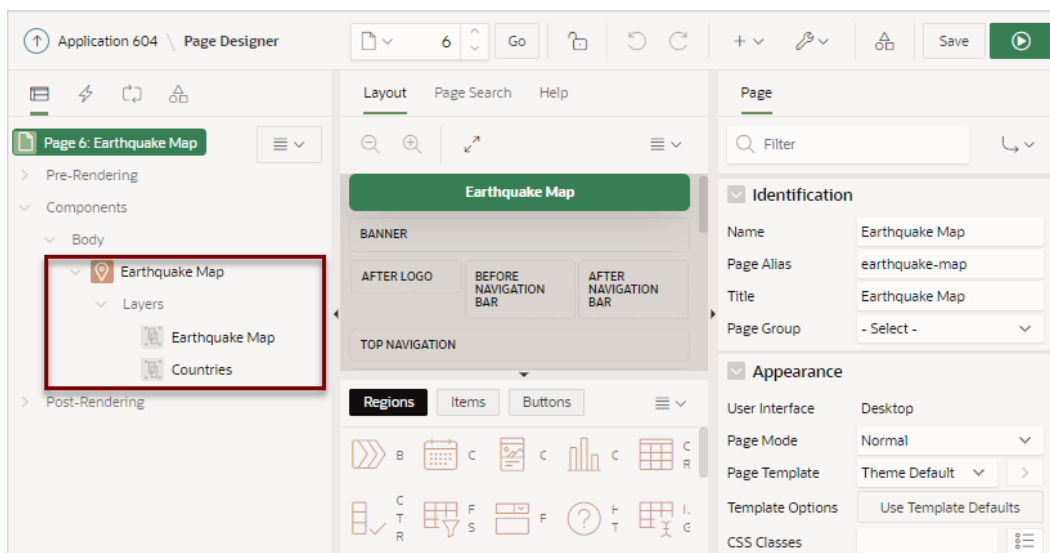 Application 604 \ Page Designer
6
Go
Save
Layout
Page Search
Help
Page
Page 6: Earthquake Map
Filter
Pre-Rendering
Components
Body
Earthquake Map
Layers
Earthquake Map
Countries
Post-Rendering
Earthquake Map
BANNER
AFTER LOGO
BEFORE
NAVIGATION
BAR
AFTER
NAVIGATION
BAR
TOP NAVIGATION
Regions
Items
Buttons
B
C
C
C
C
R
C
T
R
F
S
F
H
T
I.
G
Identification
Name
Earthquake Map
Page Alias
earthquake-map
Title
Earthquake Map
Page Group
- Select -
Appearance
User Interface
Desktop
Page Mode
Normal
Page Template
Theme Default
Template Options
Use Template Defaults
CSS Classes